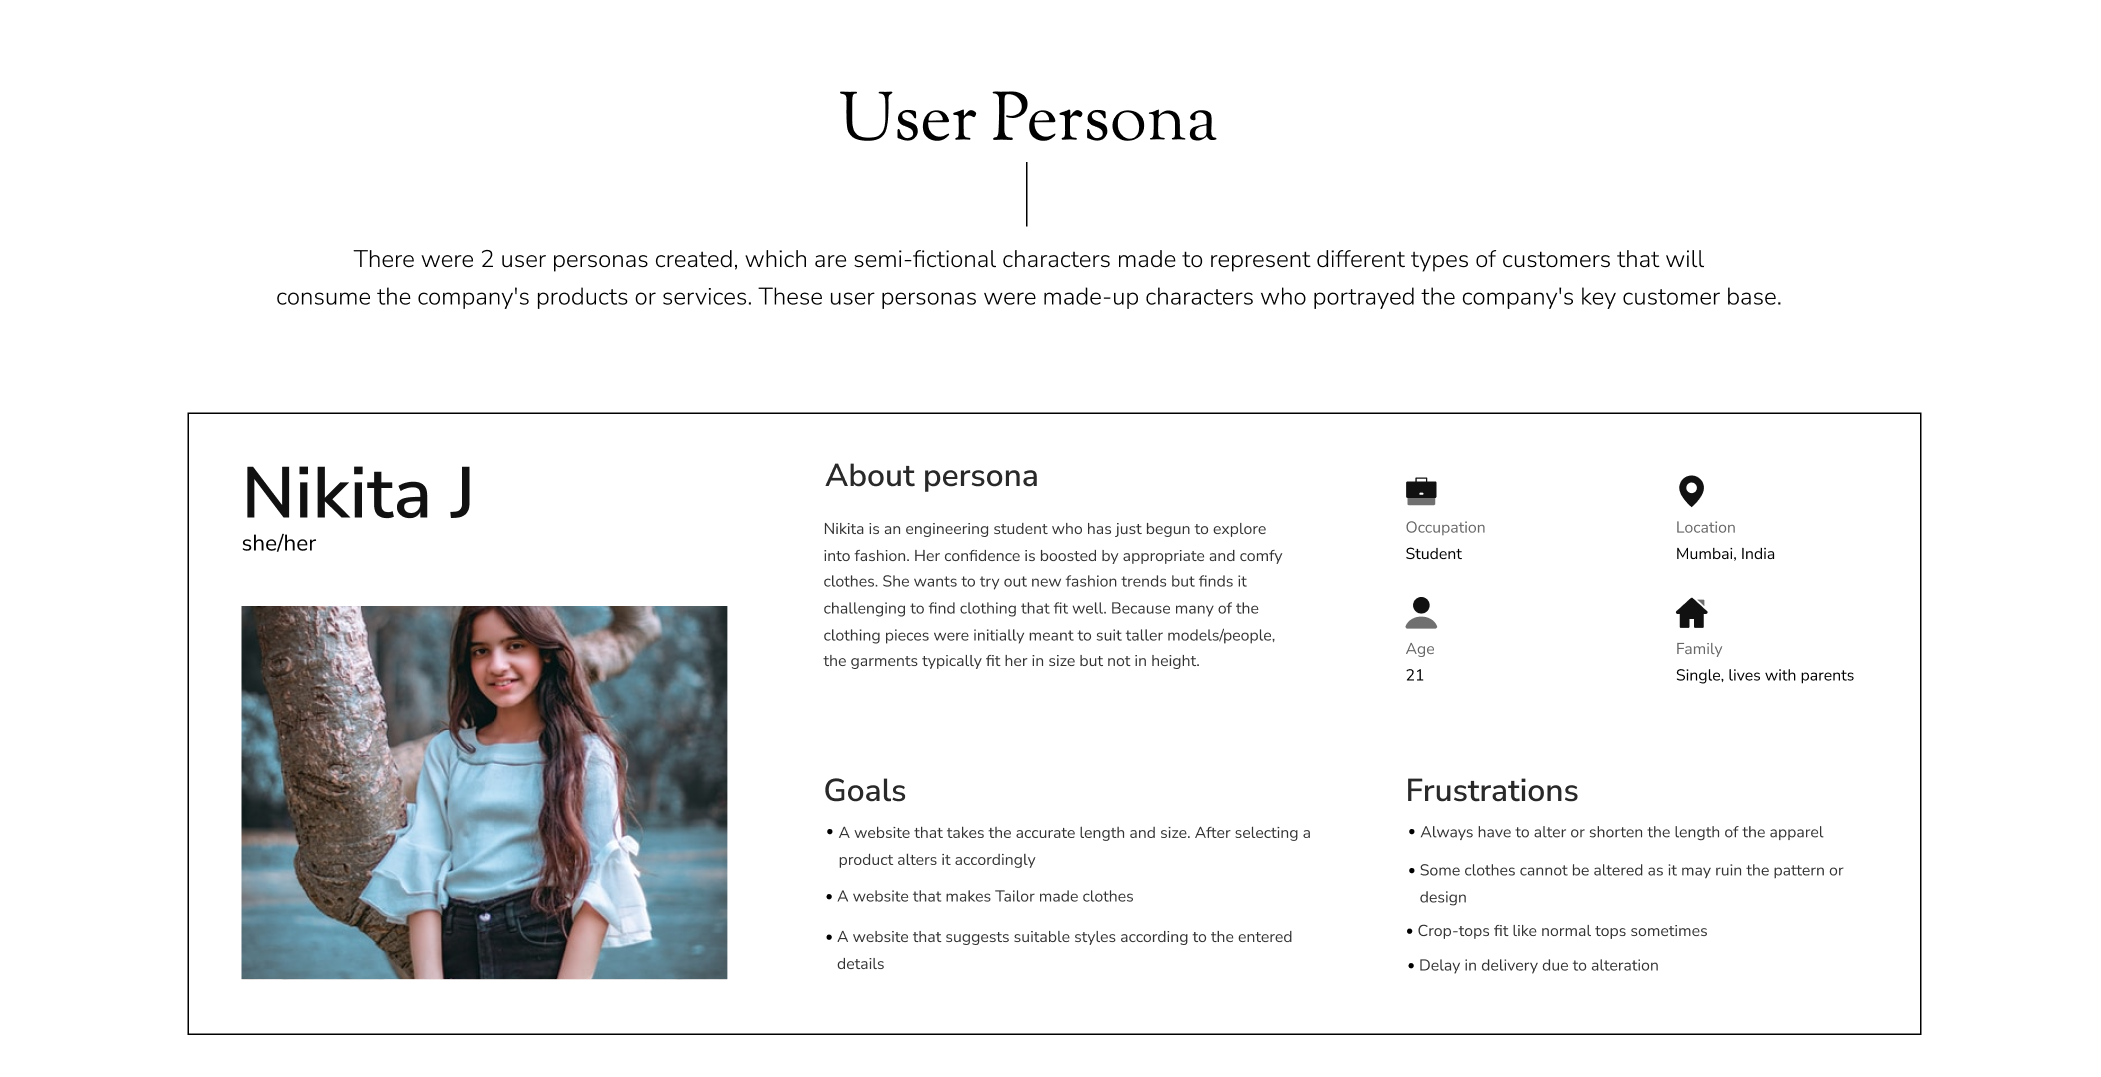 User Persona
There were 2 user personas created, which are semi-fictional characters made to represent different types of customers that will
consume the company's products or services. These user personas were made-up characters who portrayed the company's key customer base.
Nikita J
she/her
About persona
Nikita is an engineering student who has just begun to explore
into fashion. Her confidence is boosted by appropriate and comfy
clothes. She wants to try out new fashion trends but finds it
challenging to find clothing that fit well. Because many of the
clothing pieces were initially meant to suit taller models/people,
the garments typically fit her in size but not in height.
Occupation
Student
Location
Mumbai, India
Age
21
Family
Single, lives with parents
Goals
• A website that takes the accurate length and size. After selecting a
product alters it accordingly
• A website that makes Tailor made clothes
• A website that suggests suitable styles according to the entered
details
Frustrations
• Always have to alter or shorten the length of the apparel
• Some clothes cannot be altered as it may ruin the pattern or
design
• Crop-tops fit like normal tops sometimes
• Delay in delivery due to alteration